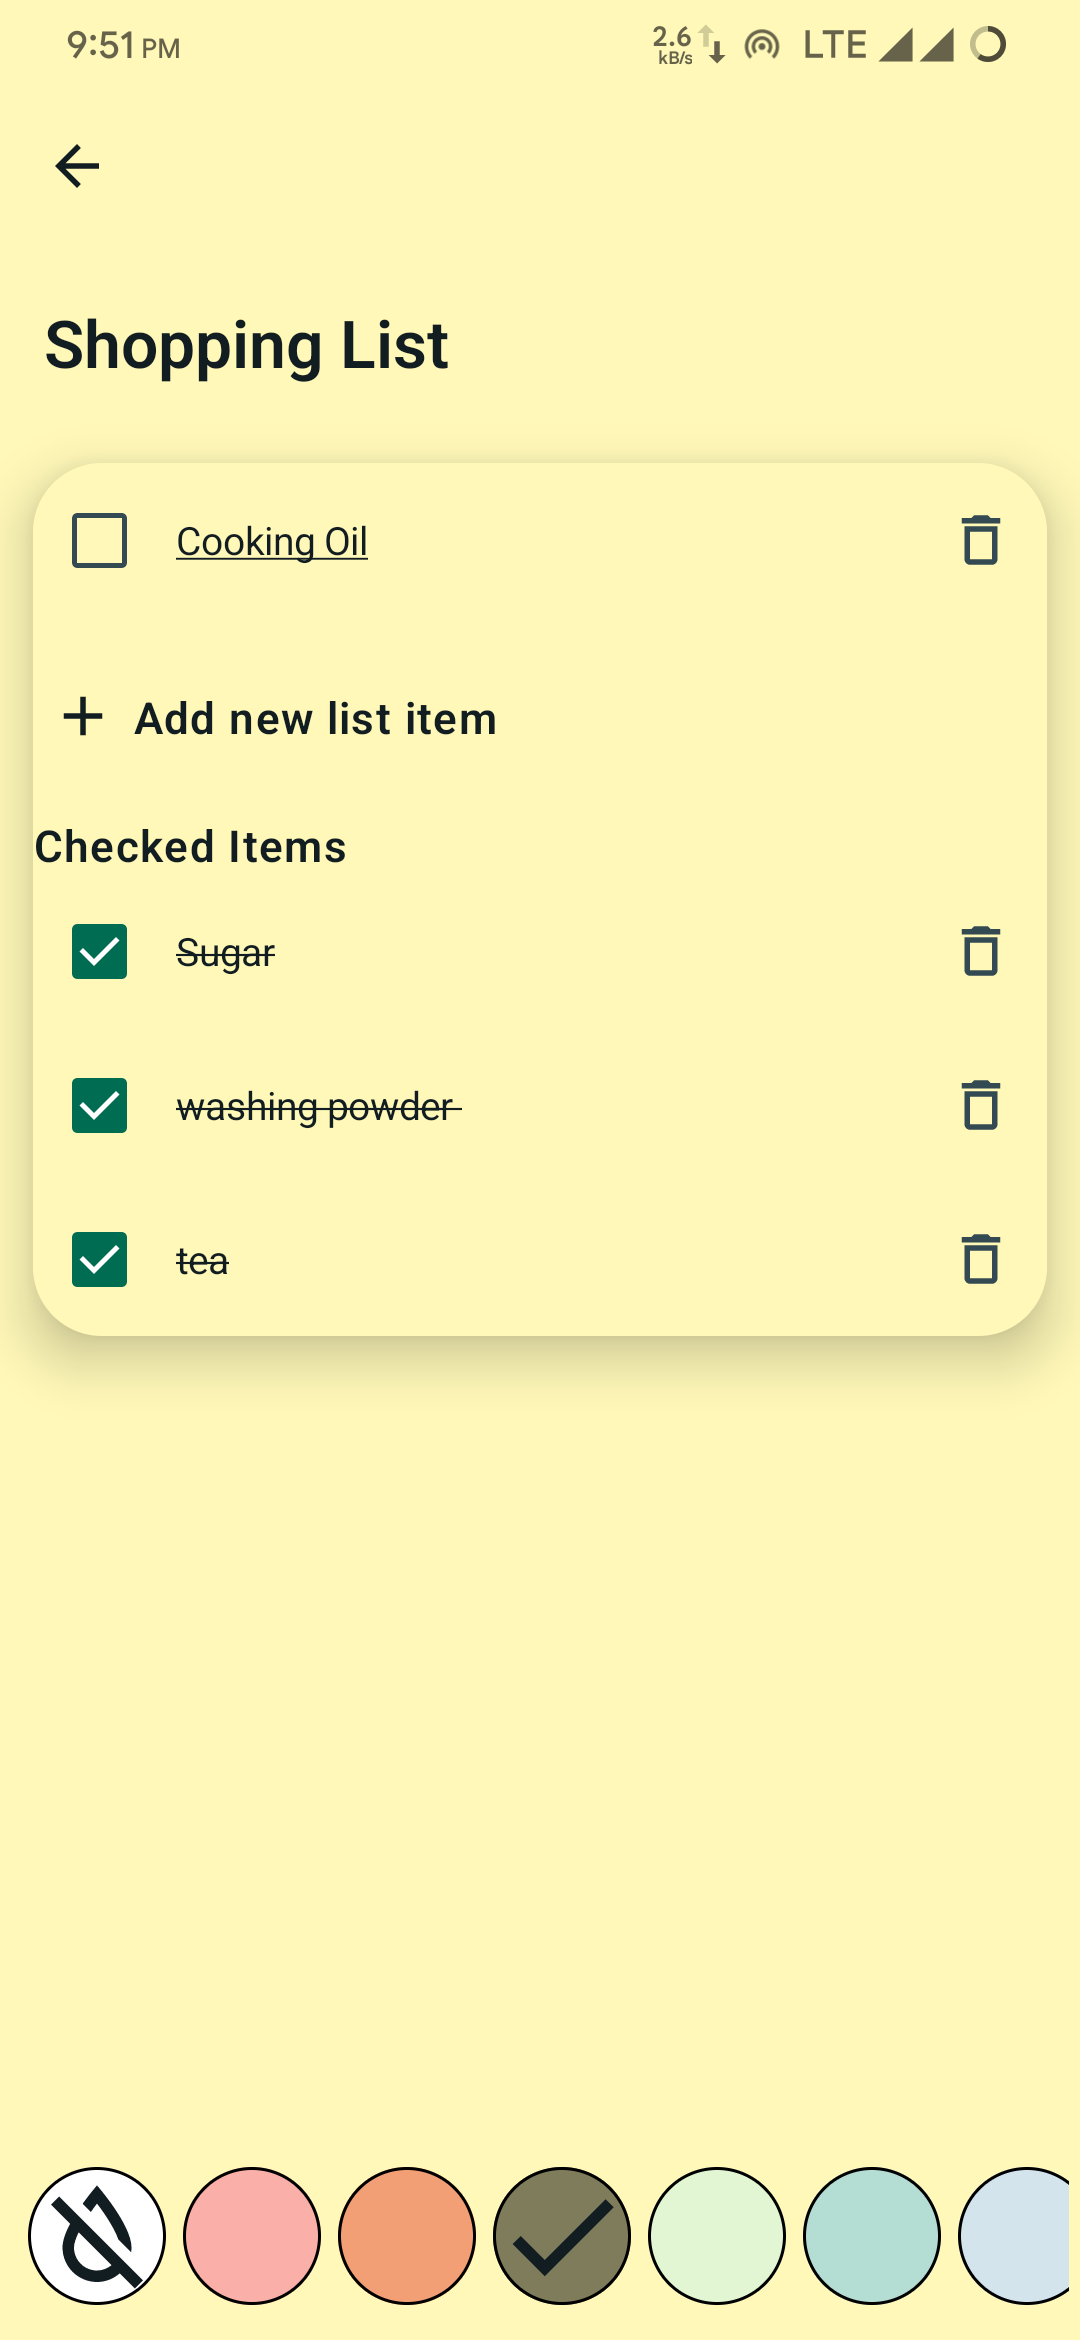 9:51 PM 2.6 kB/s LTE
Shopping List
Cooking Oil
Add new list item
Checked Items
Sugar
washing powder
tea